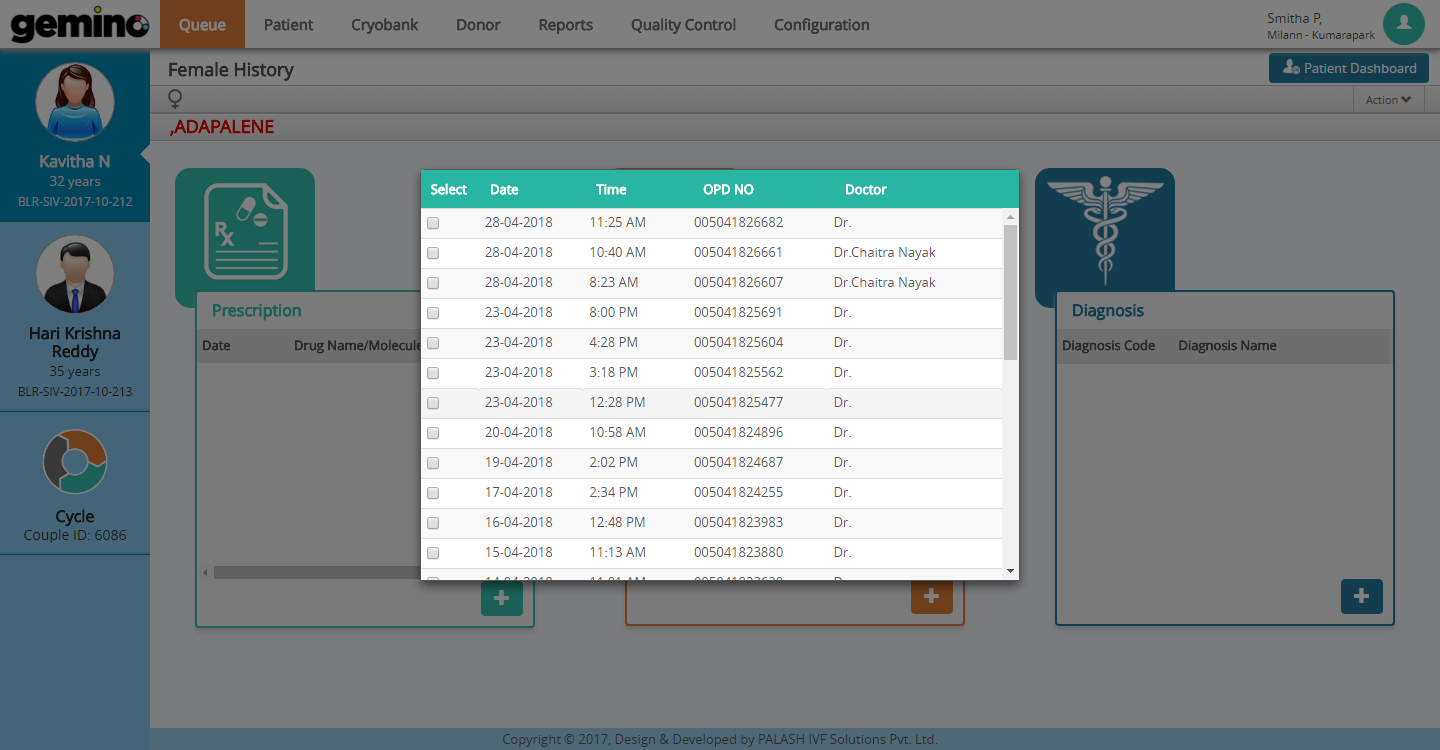 gemino
Queue Patient Cryobank Donor Reports Quality Control Configuration
Smitha P,
Milann - Kumarapark
Kavitha N
32 years
BLR-SIV-2017-10-212
Hari Krishna
Reddy
35 years
BLR-SIV-2017-10-213
Cycle
Couple ID: 6086
Female History
Patient Dashboard
Action
,ADAPALENE
Rx
Prescription
Date Drug Name/Molecule
Diagnosis
Diagnosis Code Diagnosis Name
Select Date Time OPD NO Doctor
28-04-2018 11:25 AM 005041826682 Dr.
28-04-2018 10:40 AM 005041826661 Dr.Chaitra Nayak
28-04-2018 8:23 AM 005041826607 Dr.Chaitra Nayak
23-04-2018 8:00 PM 005041825691 Dr.
23-04-2018 4:28 PM 005041825604 Dr.
23-04-2018 3:18 PM 005041825562 Dr.
23-04-2018 12:28 PM 005041825477 Dr.
20-04-2018 10:58 AM 005041824896 Dr.
19-04-2018 2:02 PM 005041824687 Dr.
17-04-2018 2:34 PM 005041824255 Dr.
16-04-2018 12:48 PM 005041823983 Dr.
15-04-2018 11:13 AM 005041823880 Dr.
Copyright © 2017, Design & Developed by PALASH IVF Solutions Pvt. Ltd.